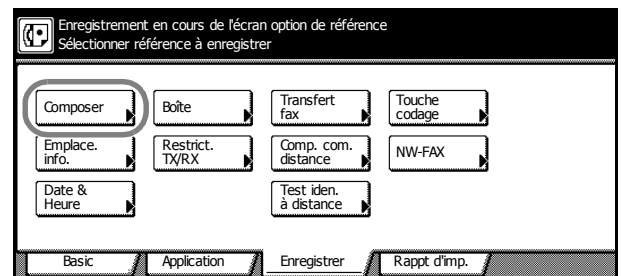 Enregistrement en cours de l'écran option de référence
Sélectionner référence à enregistrer
Composer
Boîte
Transfert
fax
Touche
codage
Emplace.
info.
Restrict.
TX/RX
Comp. com.
distance
NW-FAX
Date &
Heure
Test iden.
à distance
Basic
Application
Enregistrer
Rappt d'imp.